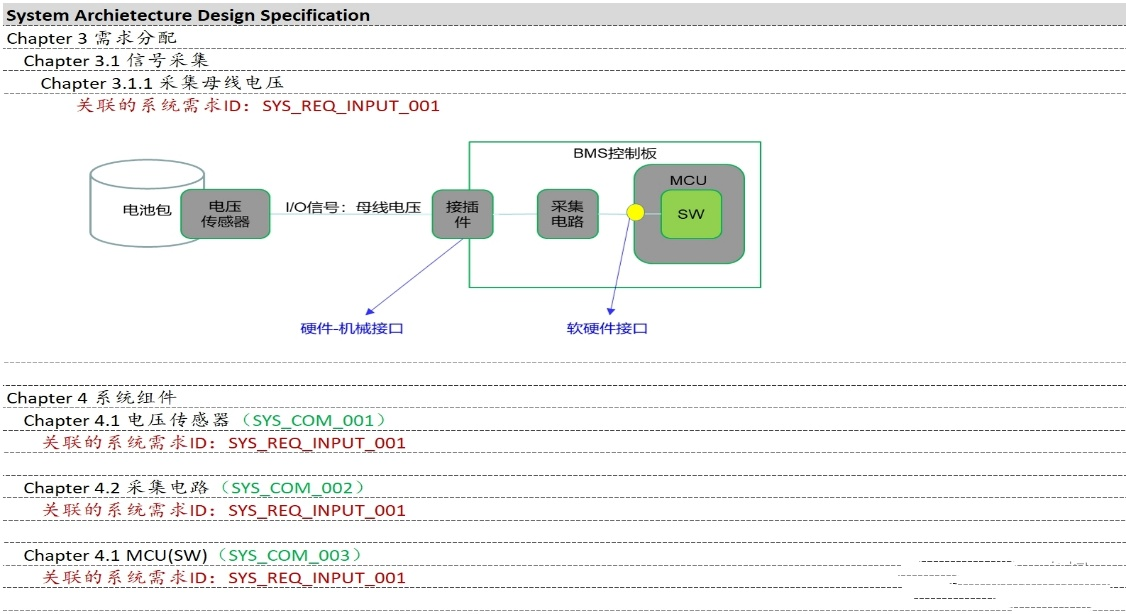 System Archietecture Design Specification
Chapter 3 需求分配
Chapter 3.1 信号采集
Chapter 3.1.1 采集母线电压
关联的系统需求ID：SYS_REQ_INPUT_001
BMS控制板
MCU
电池包
电压
传感器
I/O信号：母线电压
接插
件
采集
电路
SW
硬件-机械接口
软硬件接口
Chapter 4 系统组件
Chapter 4.1 电压传感器（SYS_COM_001）
关联的系统需求ID：SYS_REQ_INPUT_001
Chapter 4.2 采集电路（SYS_COM_002）
关联的系统需求ID：SYS_REQ_INPUT_001
Chapter 4.1 MCU(SW)（SYS_COM_003）
关联的系统需求ID：SYS_REQ_INPUT_001